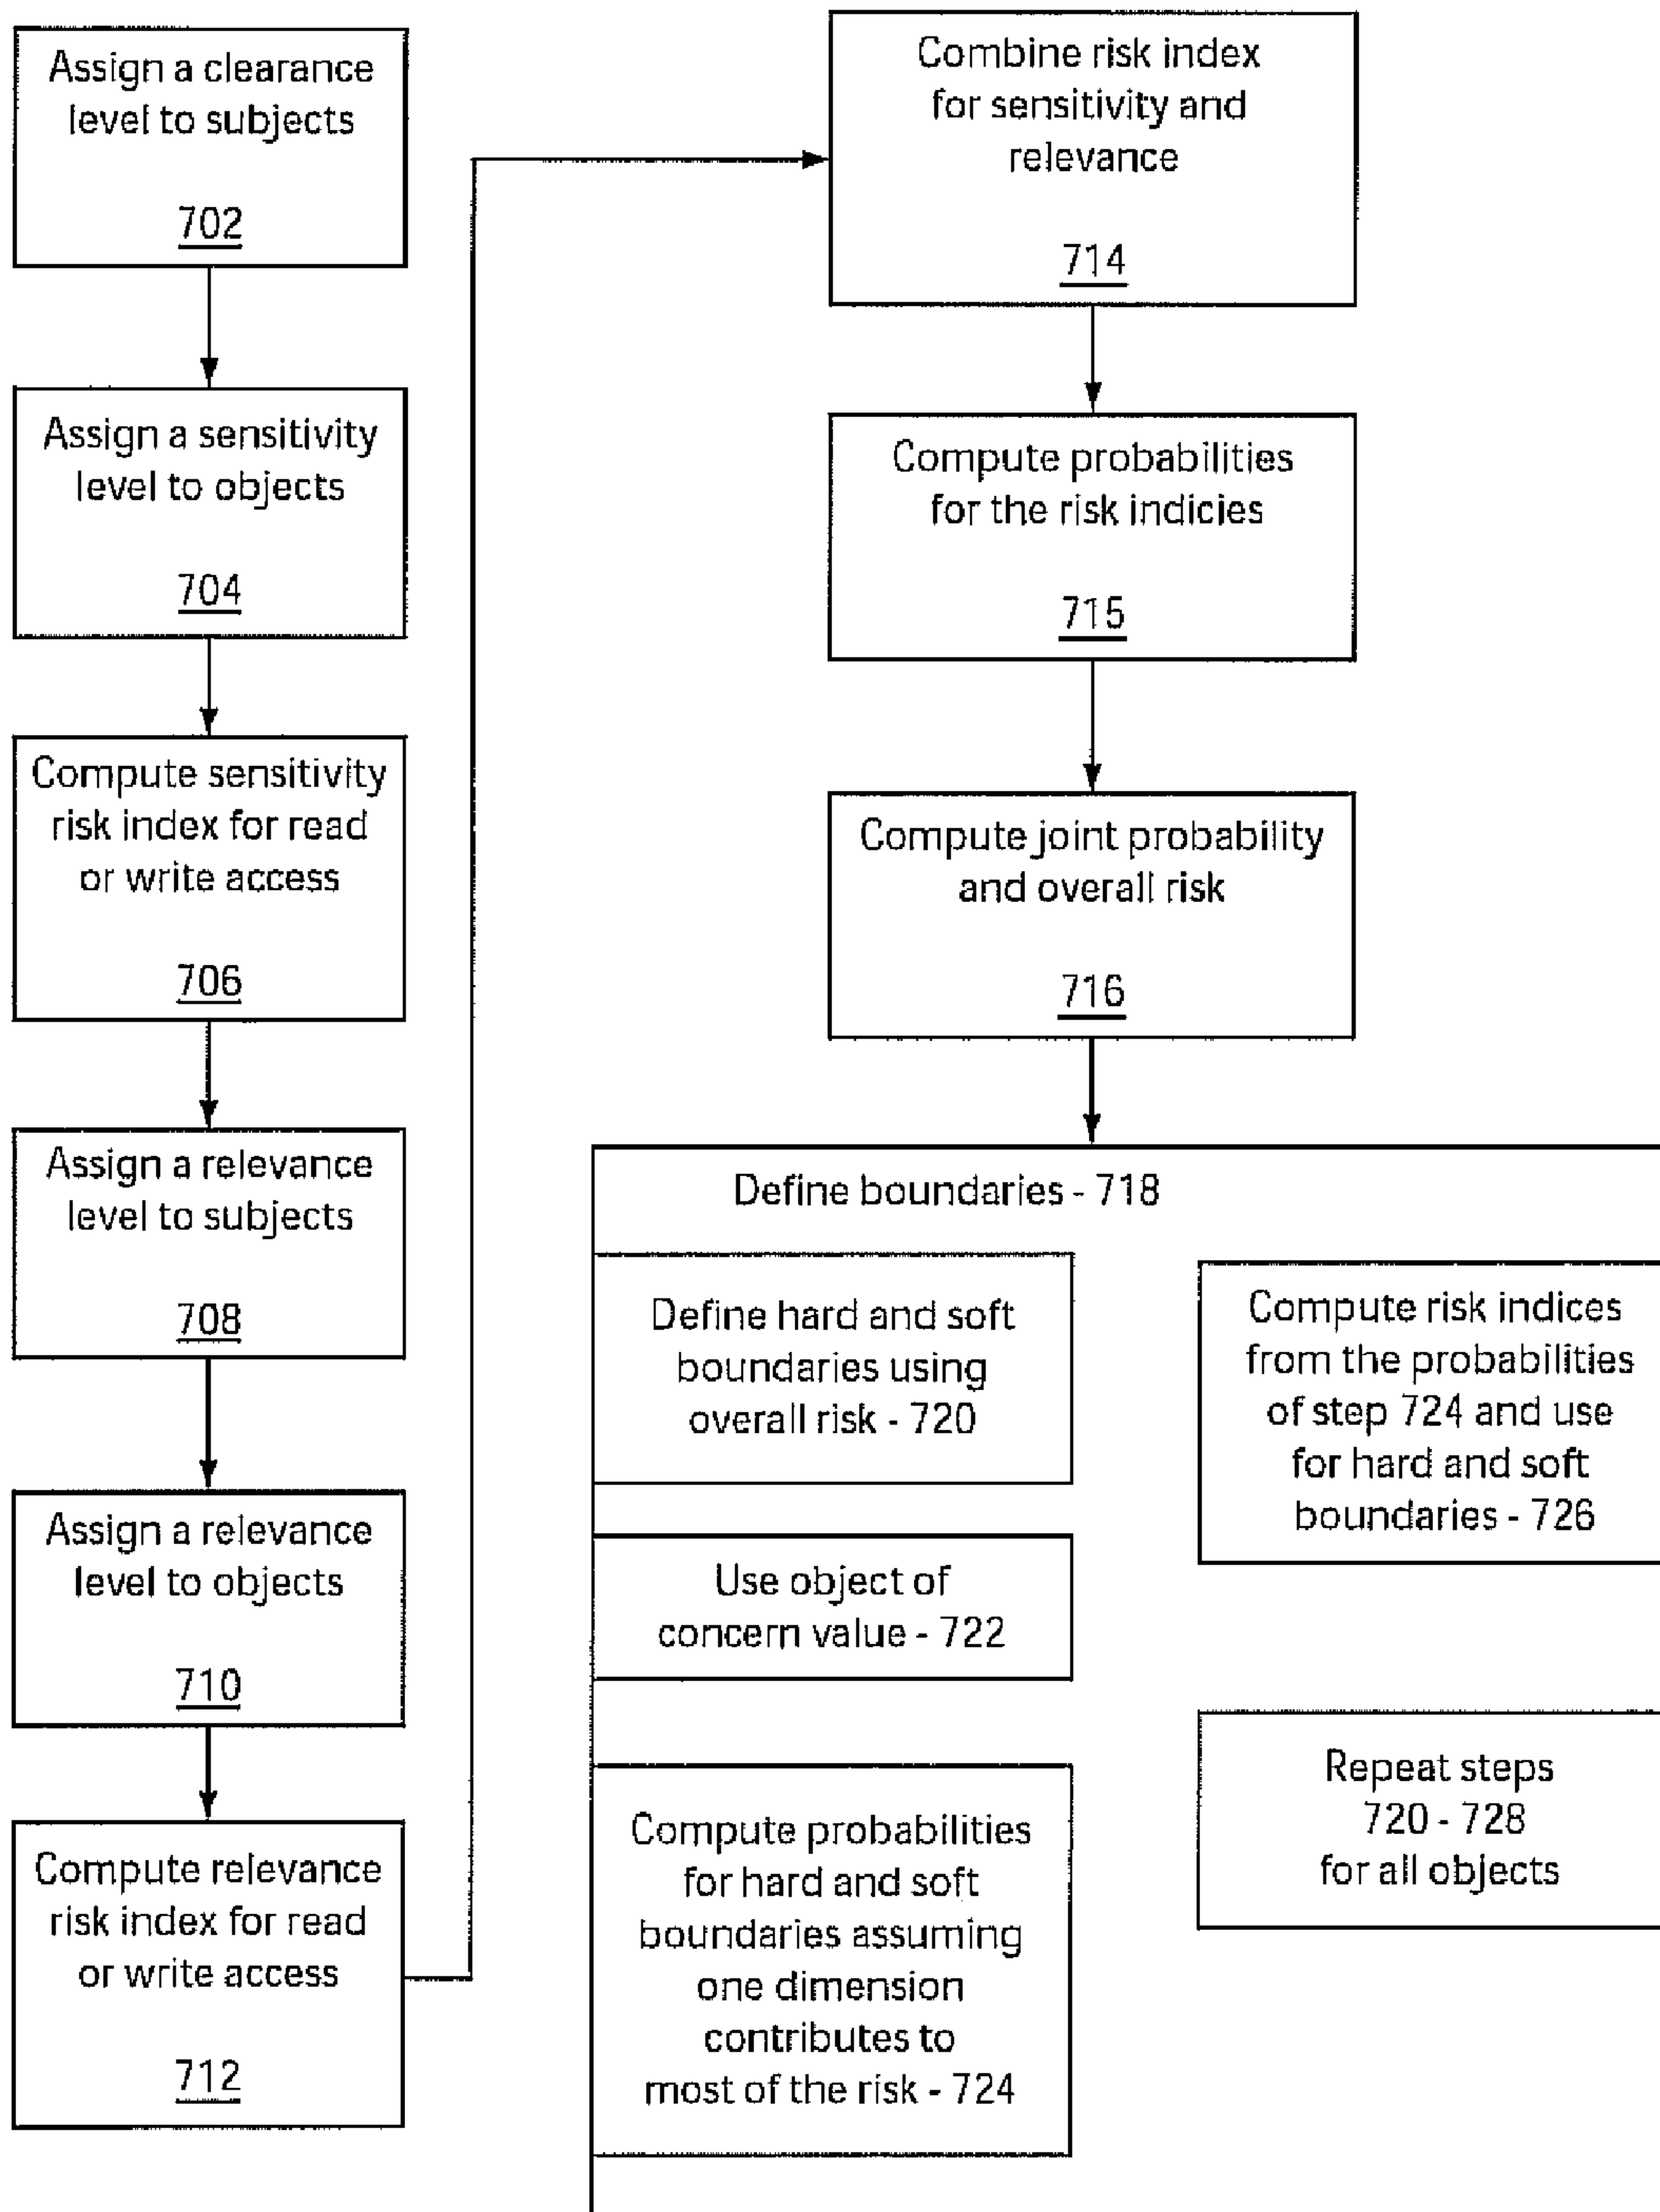 Assign a clearance
level to subjects
702
Assign a sensitivity
level to objects
704
Compute sensitivity
risk index for read
or write access
706
Assign a relevance
level to subjects
708
Assign a relevance
level to objects
710
Compute relevance
risk index for read
or write access
712
Combine risk index
for sensitivity and
relevance
714
Compute probabilities
for the risk indicies
715
Compute joint probability
and overall risk
716
Define boundaries - 718
Define hard and soft
boundaries using
overall risk - 720
Use object of
concern value - 722
Compute probabilities
for hard and soft
boundaries assuming
one dimension
contributes to
most of the risk - 724
Compute risk indices
from the probabilities
of step 724 and use
for hard and soft
boundaries - 726
Repeat steps
720 - 728
for all objects